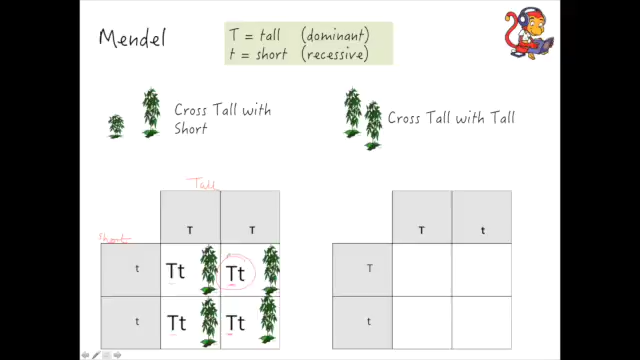 Mendel
T = tall (dominant)
t = short (recessive)
Cross Tall with
Short
Cross Tall with Tall
Tall
T T
Short
t Tt Tt
t Tt Tt
T t
T
t